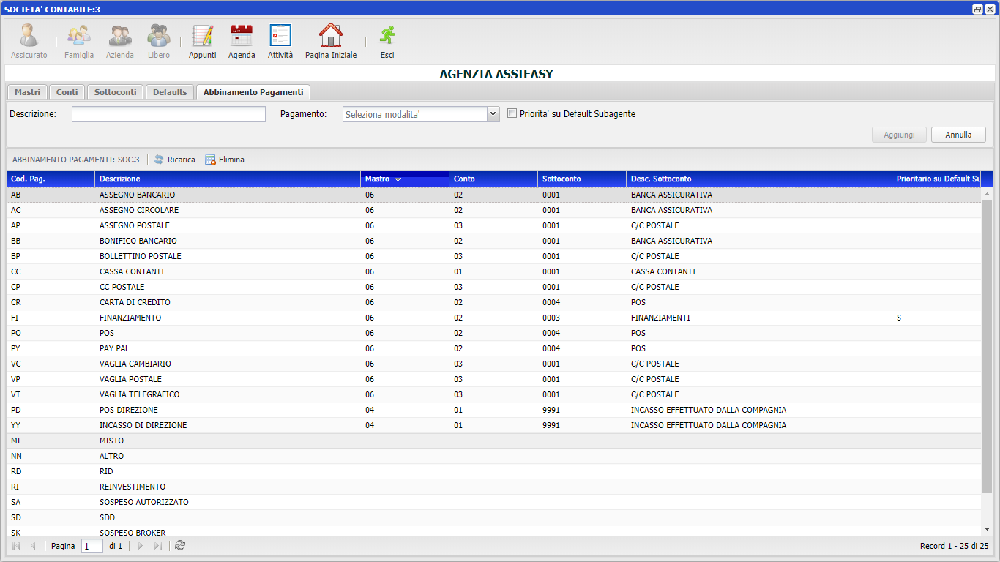 SOCIETA' CONTABILE:3
Assicurato Famiglia Azienda Libero Appunti Agenda Attività Pagina Iniziale Esci
AGENZIA ASSIEASY
Mastri Conti Sottoconti Defaults Abbinamento Pagamenti
Descrizione: Pagamento: Seleziona modalita' Priorita' su Default Subagente
Aggiungi Annulla
ABBINAMENTO PAGAMENTI: SOC.3 Ricarica Elimina
Cod. Pag. Descrizione Mastro Conto Sottoconto Desc. Sottoconto Prioritario su Default Su
AB ASSEGNO BANCARIO 06 02 0001 BANCA ASSICURATIVA
AC ASSEGNO CIRCOLARE 06 02 0001 BANCA ASSICURATIVA
AP ASSEGNO POSTALE 06 03 0001 C/C POSTALE
BB BONIFICO BANCARIO 06 02 0001 BANCA ASSICURATIVA
BP BOLLETTINO POSTALE 06 03 0001 C/C POSTALE
CC CASSA CONTANTI 06 01 0001 CASSA CONTANTI
CP CC POSTALE 06 03 0001 C/C POSTALE
CR CARTA DI CREDITO 06 02 0004 POS
FI FINANZIAMENTO 06 02 0003 FINANZIAMENTI S
PO POS 06 02 0004 POS
PY PAY PAL 06 02 0004 POS
VC VAGLIA CAMBIARIO 06 03 0001 C/C POSTALE
VP VAGLIA POSTALE 06 03 0001 C/C POSTALE
VT VAGLIA TELEGRAFICO 06 03 0001 C/C POSTALE
PD POS DIREZIONE 04 01 9991 INCASSO EFFETTUATO DALLA COMPAGNIA
YY INCASSO DI DIREZIONE 04 01 9991 INCASSO EFFETTUATO DALLA COMPAGNIA
MI MISTO
NN ALTRO
RD RID
RI REINVESTIMENTO
SA SOSPESO AUTORIZZATO
SD SDD
SK SOSPESO BROKER
Pagina 1 di 1 Record 1 - 25 di 25